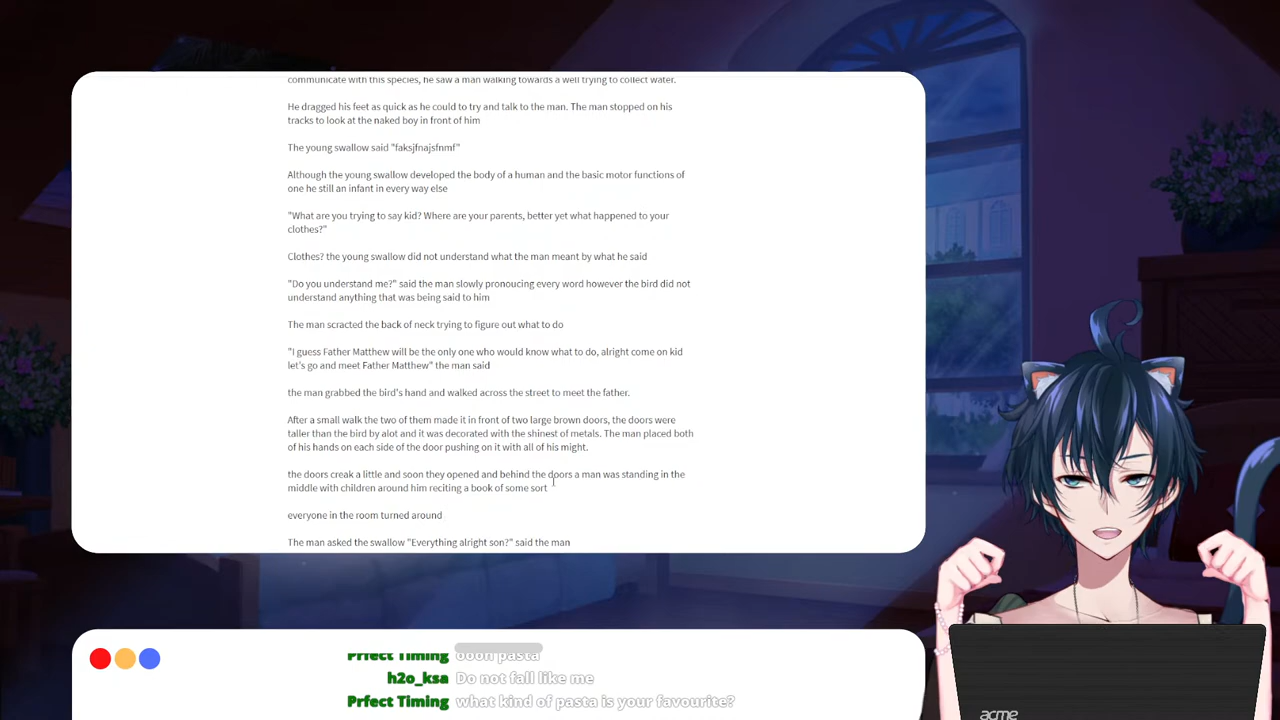 communicate with this species, he saw a man walking towards a well trying to collect water.
He dragged his feet as quick as he could to try and talk to the man. The man stopped on his
tracks to look at the naked boy in front of him
The young swallow said "faksjfnajsfnmf"
Although the young swallow developed the body of a human and the basic motor functions of
one he still an infant in every way else
"What are you trying to say kid? Where are your parents, better yet what happened to your
clothes?"
Clothes? the young swallow did not understand what the man meant by what he said
"Do you understand me?" said the man slowly pronoucing every word however the bird did not
understand anything that was being said to him
The man scracted the back of neck trying to figure out what to do
"I guess Father Matthew will be the only one who would know what to do, alright come on kid
let's go and meet Father Matthew" the man said
the man grabbed the bird's hand and walked across the street to meet the father.
After a small walk the two of them made it in front of two large brown doors, the doors were
taller than the bird by alot and it was decorated with the shinest of metals. The man placed both
of his hands on each side of the door pushing on it with all of his might.
the doors creak a little and soon they opened and behind the doors a man was standing in the
middle with children around him reciting a book of some sort
everyone in the room turned around
The man asked the swallow "Everything alright son?" said the man
Prfect Timing oooh pasta
h2o_ksa Do not fall like me
Prfect Timing what kind of pasta is your favourite?
acme